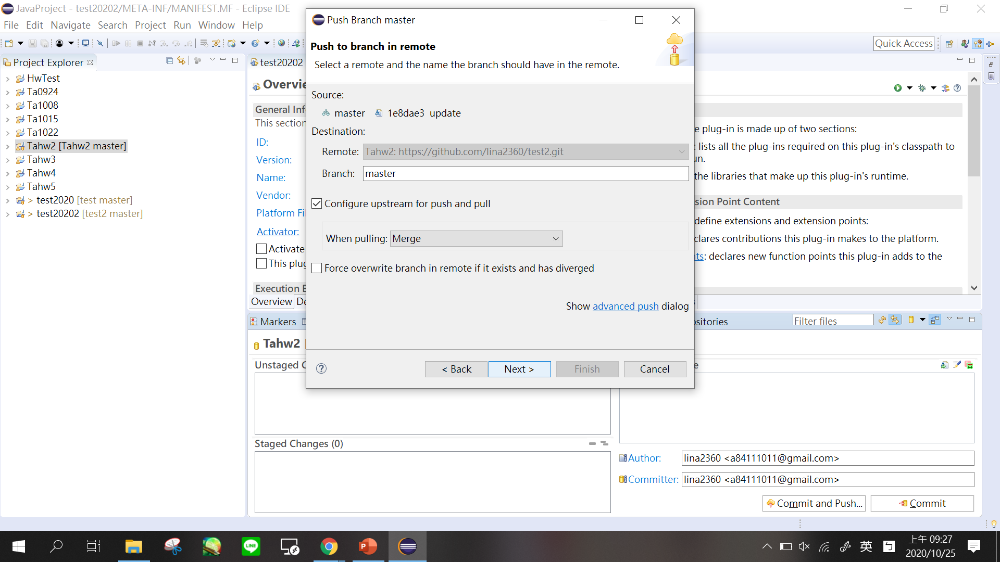 JavaProject - test20202/META-INF/MANIFEST.MF - Eclipse IDE
File Edit Navigate Search Project Run Window Help
Quick Access
Project Explorer
HwTest
Ta0924
Ta1008
Ta1015
Ta1022
Tahw2 [Tahw2 master]
Tahw3
Tahw4
Tahw5
> test2020 [test master]
> test20202 [test2 master]
test20202
Overvie
General Inf
This section
ID:
Version:
Name:
Vendor:
Platform Fi
Activator:
Activate
This plug
Execution E
Overview De
Push Branch master
Push to branch in remote
Select a remote and the name the branch should have in the remote.
Source:
master 1e8dae3 update
Destination:
Remote: Tahw2: https://github.com/lina2360/test2.git
Branch: master
Configure upstream for push and pull
When pulling: Merge
Force overwrite branch in remote if it exists and has diverged
Show advanced push dialog
< Back Next > Finish Cancel
e plug-in is made up of two sections:
: lists all the plug-ins required on this plug-in's classpath to
un.
the libraries that make up this plug-in's runtime.
sion Point Content
define extensions and extension points:
clares contributions this plug-in makes to the platform.
ts: declares new function points this plug-in adds to the
Markers
sitories
Filter files
Tahw2
Unstaged C
e
Staged Changes (0)
Author: lina2360 <a84111011@gmail.com>
Committer: lina2360 <a84111011@gmail.com>
Commit and Push... Commit
LINE
英
ㄅ
上午 09:27
2020/10/25